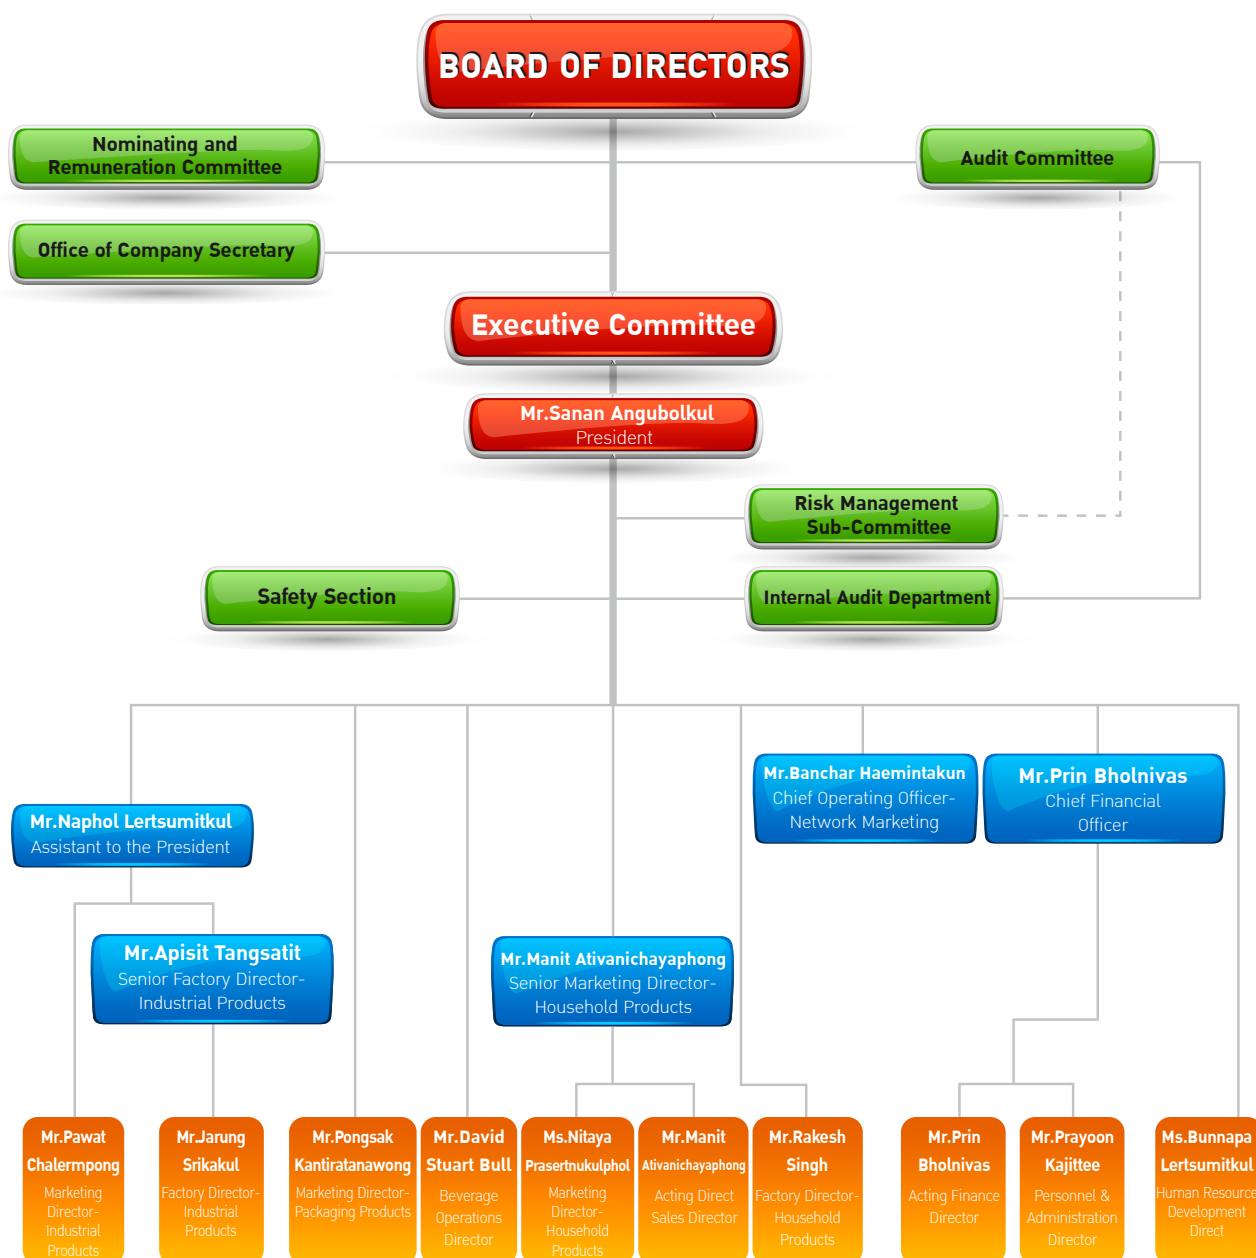 BOARD OF DIRECTORS
Nominating and
Remuneration Committee
Audit Committee
Office of Company Secretary
Executive Committee
Mr.Sanan Angubolkul
President
Risk Management
Sub-Committee
Safety Section
Internal Audit Department
Mr.Banchar Haemintakun
Chief Operating Officer-
Network Marketing
Mr.Prin Bholnivas
Chief Financial
Officer
Mr.Naphol Lertsumitkul
Assistant to the President
Mr.Apisit Tangsatit
Senior Factory Director-
Industrial Products
Mr.Manit Ativanichayaphong
Senior Marketing Director-
Household Products
Mr.Pawat
Chalermpong
Marketing
Director-
Industrial
Products
Mr.Jarung
Srikakul
Factory Director-
Industrial
Products
Mr.Pongsak
Kantiratanawong
Marketing Director-
Packaging Products
Mr.David
Stuart Bull
Beverage
Operations
Director
Ms.Nitaya
Prasertnukulphol
Marketing
Director-
Household
Products
Mr.Manit
Ativanichayaphong
Acting Direct
Sales Director
Mr.Rakesh
Singh
Factory Director-
Household
Products
Mr.Prin
Bholnivas
Acting Finance
Director
Mr.Prayoon
Kajittee
Personnel &
Administration
Director
Ms.Bunnapa
Lertsumitkul
Human Resource
Development
Direct